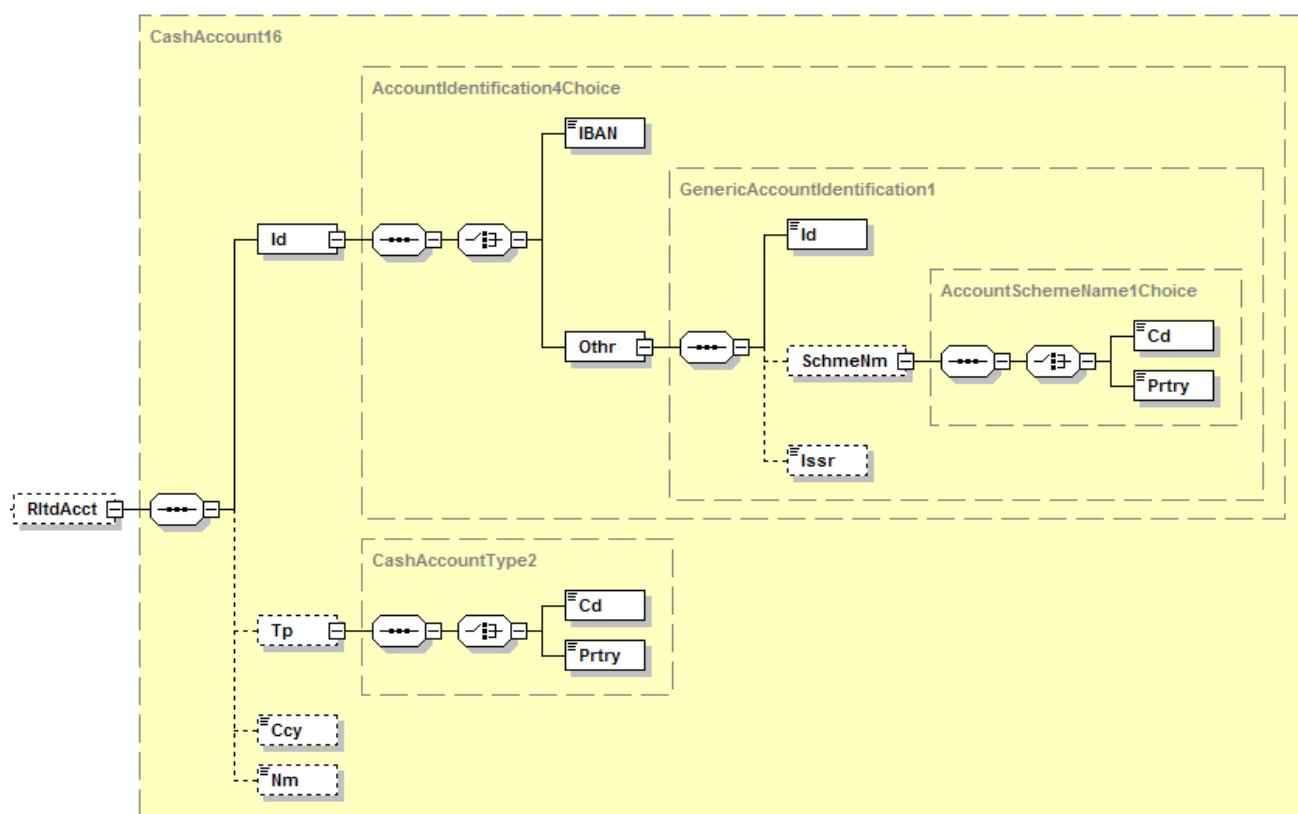 CashAccount16
AccountIdentification4Choice
IBAN
GenericAccountIdentification1
Id
Id
AccountSchemeName1Choice
Cd
Othr
SchmeNm
Prtry
Issr
RltdAcct
CashAccountType2
Cd
Tp
Prtry
Ccy
Nm